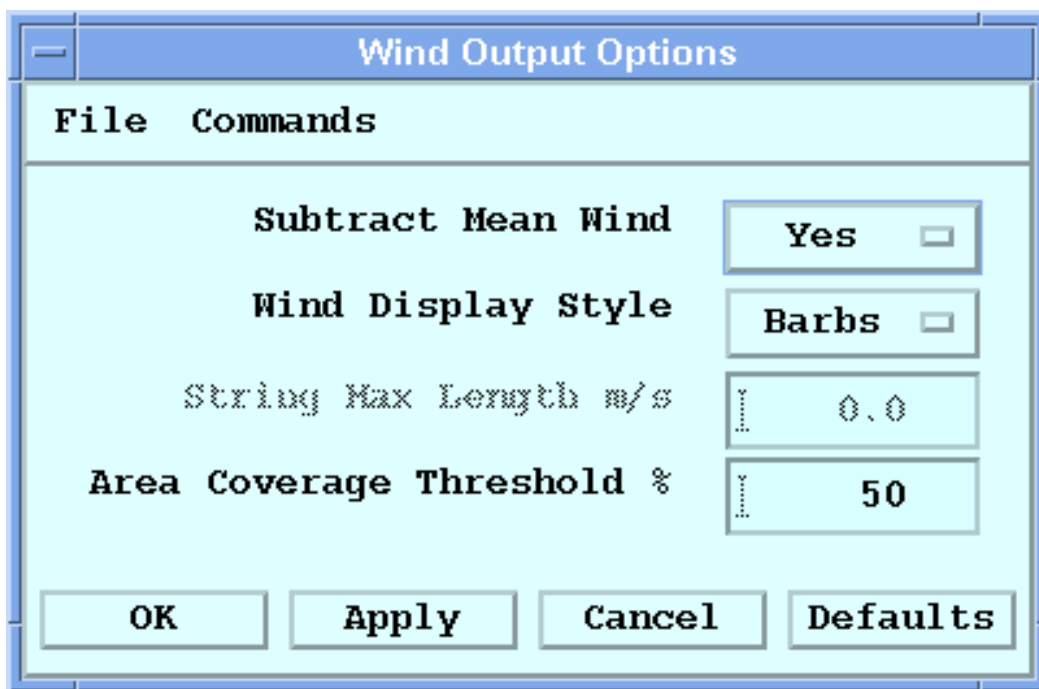 Wind Output Options
File Commands
Subtract Mean Wind Yes
Wind Display Style Barbs
String Max Length m/s 0.0
Area Coverage Threshold % 50
OK Apply Cancel Defaults